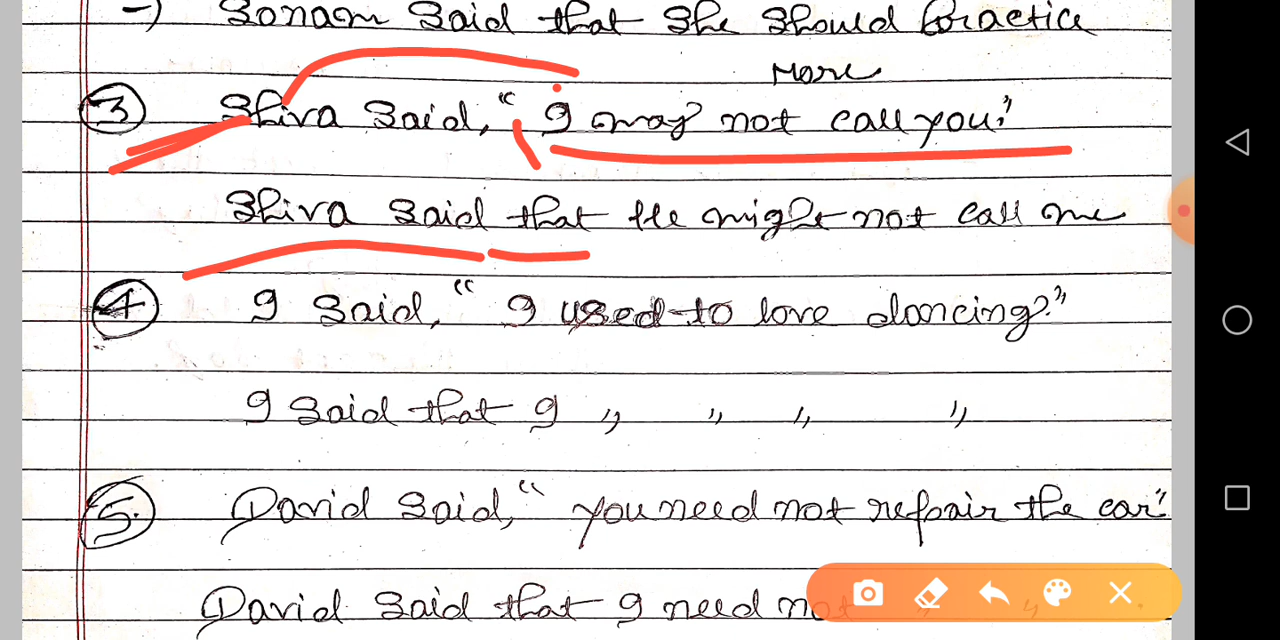 -) Sonam said that she should practice
More
③ Shiva said, "I may not call you."
Shiva said that He might not call me
④ I said, "I used to love dancing."
I said that I ,, ,, ,, ,,
⑤ David said, "You need not repair the car."
David said that I need not